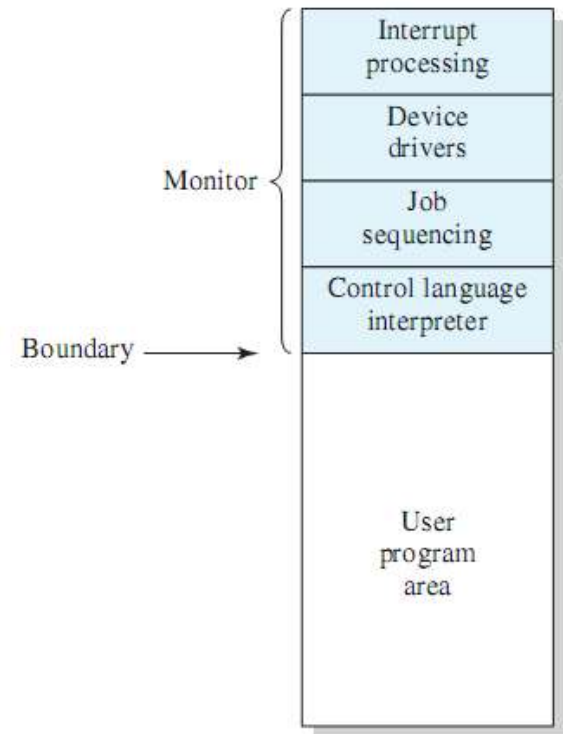 Interrupt
processing
Device
drivers
Monitor
Job
sequencing
Control language
interpreter
Boundary
User
program
area